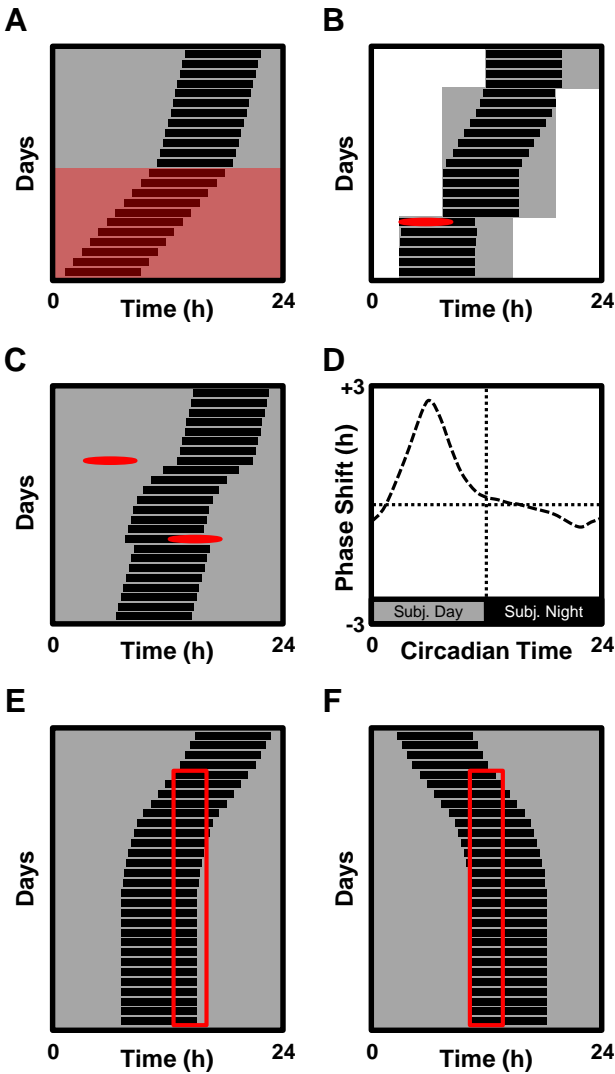 A
Days
0
24
Time (h)
B
Days
0
24
Time (h)
C
Days
0
24
Time (h)
D
+3
Phase Shift (h)
-3
Subj. Day
Subj. Night
0
24
Circadian Time
E
Days
0
24
Time (h)
F
Days
0
24
Time (h)